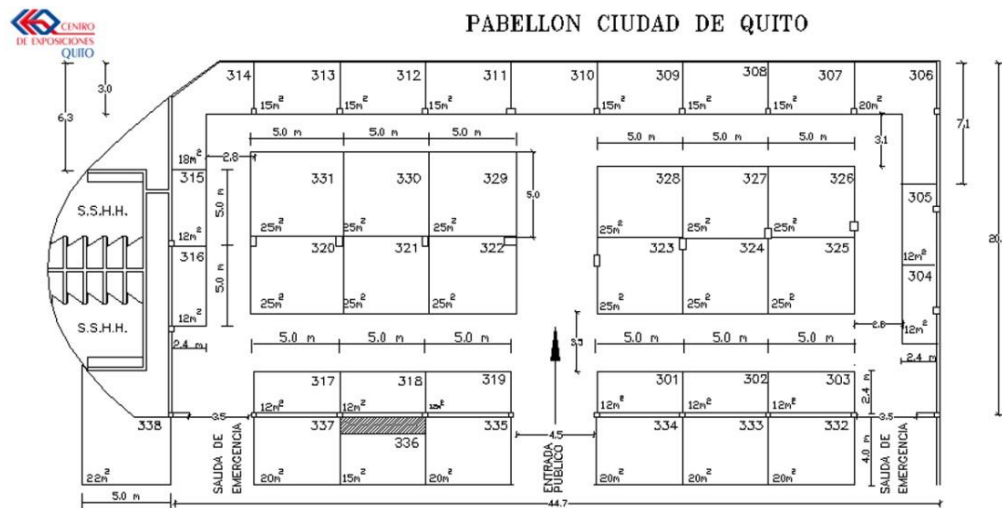 CENTRO
DE EXPOSICIONES
QUITO
PABELLON CIUDAD DE QUITO
314 313 312 311 310 309 308 307 306
3.0
6.3
7.1
15m² 15m² 15m² 15m² 15m² 15m² 20m²
5.0 m 5.0 m 5.0 m 5.0 m 5.0 m 5.0 m
3.1
18m² 2.8
315 331 330 329 328 327 326
5.0 m 5.0 305
S.S.H.H.
25m² 25m² 25m² 25m² 25m² 25m²
12m² 12m²
316 320 321 322 323 324 325 304
5.0 m
25m² 25m² 25m² 25m² 25m² 25m²
S.S.H.H. 12m² 12m²
2.8
2.4 m 5.0 m 5.0 m 5.0 m 5.0 m 5.0 m 5.0 m 2.4 m
317 318 319 301 302 303
2.4 m
12m² 12m² 12m² 12m² 12m²
338 3.5 337 336 335 4.5 334 333 332 3.5
4.0 m
SALIDA DE
EMERGENCIA
ENTRADA
PUBLICO
SALIDA DE
EMERGENCIA
22m² 20m² 15m² 20m² 20m² 20m² 20m²
5.0 m 44.7